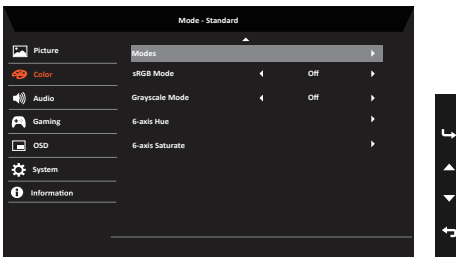 Mode - Standard
Picture
Color
Audio
Gaming
OSD
System
Information
Modes
sRGB Mode Off
Grayscale Mode Off
6-axis Hue
6-axis Saturate